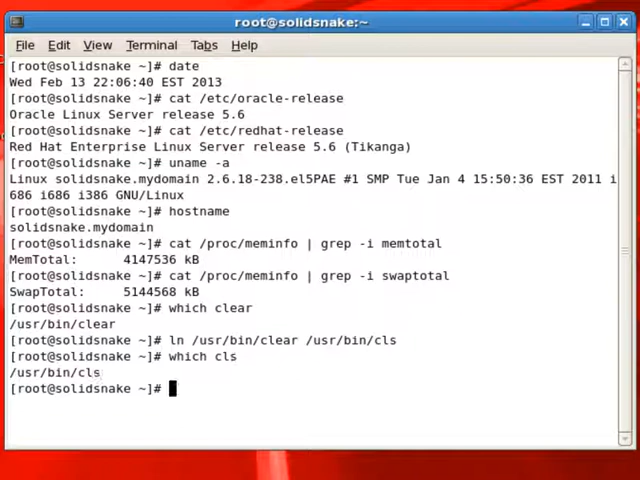 root@solidsnake:~
File Edit View Terminal Tabs Help
[root@solidsnake ~]# date
Wed Feb 13 22:06:40 EST 2013
[root@solidsnake ~]# cat /etc/oracle-release
Oracle Linux Server release 5.6
[root@solidsnake ~]# cat /etc/redhat-release
Red Hat Enterprise Linux Server release 5.6 (Tikanga)
[root@solidsnake ~]# uname -a
Linux solidsnake.mydomain 2.6.18-238.el5PAE #1 SMP Tue Jan 4 15:50:36 EST 2011 i
686 i686 i386 GNU/Linux
[root@solidsnake ~]# hostname
solidsnake.mydomain
[root@solidsnake ~]# cat /proc/meminfo | grep -i memtotal
MemTotal:      4147536 kB
[root@solidsnake ~]# cat /proc/meminfo | grep -i swaptotal
SwapTotal:     5144568 kB
[root@solidsnake ~]# which clear
/usr/bin/clear
[root@solidsnake ~]# ln /usr/bin/clear /usr/bin/cls
[root@solidsnake ~]# which cls
/usr/bin/cls
[root@solidsnake ~]#